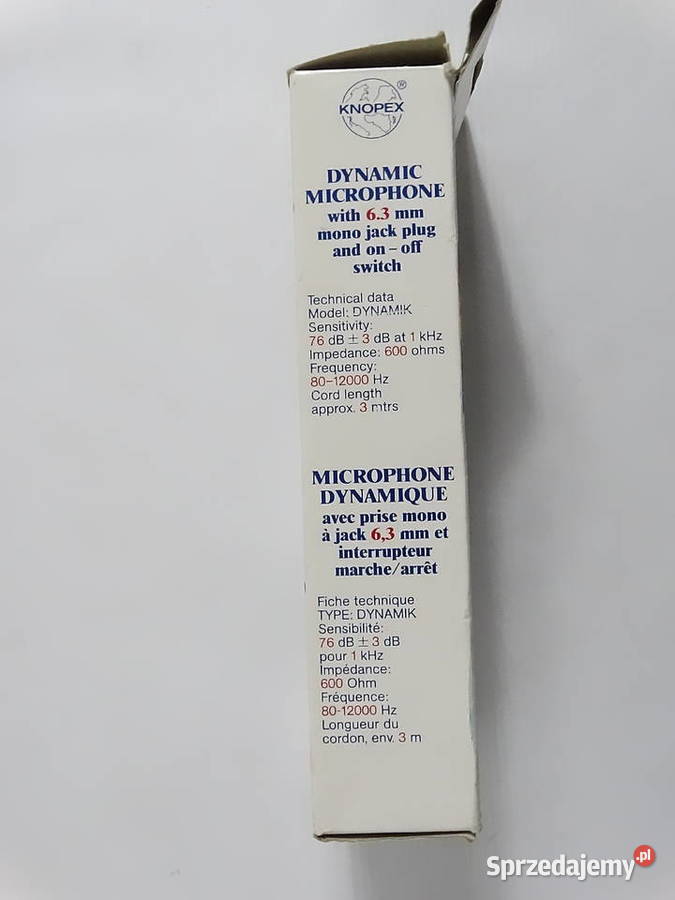 KNOPEX ®
DYNAMIC
MICROPHONE
with 6.3 mm
mono jack plug
and on – off
switch
Technical data
Model: DYNAMIK
Sensitivity:
76 dB ± 3 dB at 1 kHz
Impedance: 600 ohms
Frequency:
80–12000 Hz
Cord length
approx. 3 mtrs
MICROPHONE
DYNAMIQUE
avec prise mono
à jack 6,3 mm et
interrupteur
marche/arrêt
Fiche technique
TYPE: DYNAMIK
Sensibilité:
76 dB ± 3 dB
pour 1 kHz
Impédance:
600 Ohm
Fréquence:
80-12000 Hz
Longueur du
cordon, env. 3 m
Sprzedajemy.pl